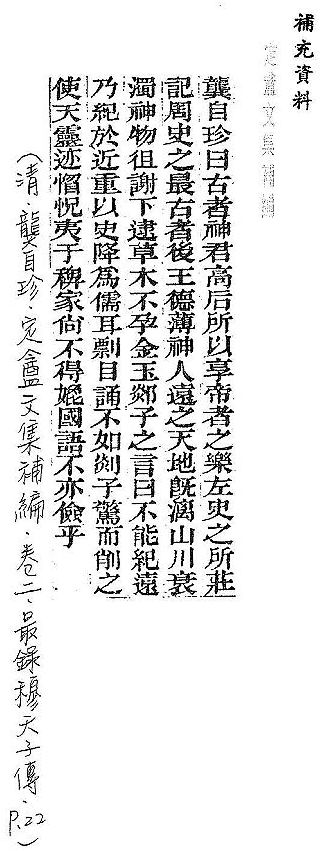 補充資料
定盦文集補編
龔自珍曰古者神君高后所以享帝者之樂左史之所莊
記周史之最古者後王德薄神人遠之天地既漓山川衰
濁神物徂謝下逮草木不孕金玉郯子之言曰不能紀遠
乃紀於近重以史降爲儒耳剽目誦不如剡子驚而削之
使天靈迹惝怳夷于稗家尙不得媲國語不亦儉乎
(清.龔自珍.定盦文集補編.卷二.最錄穆天子傳.P.22)